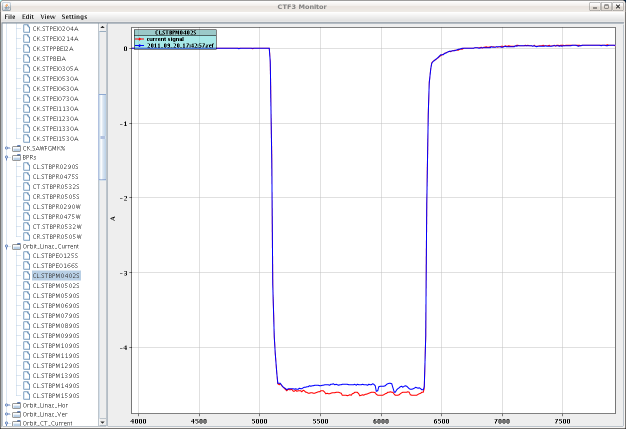 CTF3 Monitor
File Edit View Settings
CK.STPEI0204A
CK.STPEI0214A
CK.STPPBEI2A
CK.STPBEIA
CK.STPEI0305A
CK.STPEI0530A
CK.STPEI0630A
CK.STPEI0730A
CK.STPEI1130A
CK.STPEI1230A
CK.STPEI1330A
CK.STPEI1530A
CK.SAWFGMK%
BPRs
CL.STBPR0290S
CL.STBPR0475S
CT.STBPR0532S
CR.STBPR0505S
CL.STBPR0290W
CL.STBPR0475W
CT.STBPR0532W
CR.STBPR0505W
Orbit_Linac_Current
CL.STBPE0125S
CL.STBPE0166S
CL.STBPM0402S
CL.STBPM0502S
CL.STBPM0590S
CL.STBPM0690S
CL.STBPM0790S
CL.STBPM0890S
CL.STBPM0990S
CL.STBPM1090S
CL.STBPM1190S
CL.STBPM1290S
CL.STBPM1390S
CL.STBPM1490S
CL.STBPM1590S
Orbit_Linac_Hor
Orbit_Linac_Ver
Orbit_CT_Current
CL.STBPM0402S
current signal
2011.09.20.17:42:57.ref
0
-1
-2
-3
-4
A
4000 4500 5000 5500 6000 6500 7000 7500